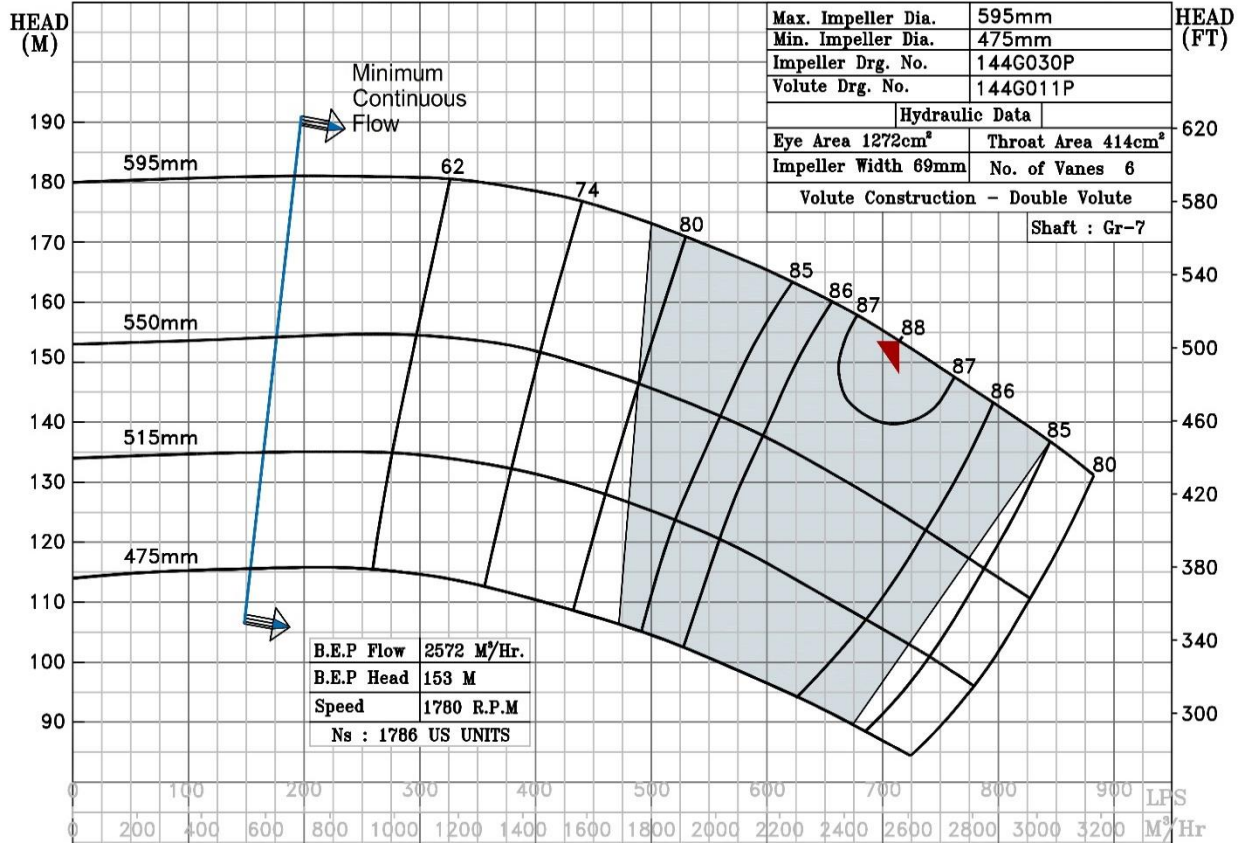 HEAD
(M)
HEAD
(FT)
Max. Impeller Dia. 595mm
Min. Impeller Dia. 475mm
Impeller Drg. No. 144G030P
Volute Drg. No. 144G011P
Hydraulic Data
Eye Area 1272cm² Throat Area 414cm²
Impeller Width 69mm No. of Vanes 6
Volute Construction - Double Volute
Shaft : Gr-7
Minimum
Continuous
Flow
190
180
170
160
150
140
130
120
110
100
90
620
580
540
500
460
420
380
340
300
595mm
550mm
515mm
475mm
62
74
80
85
86
87
88
87
86
85
80
B.E.P Flow 2572 M³/Hr.
B.E.P Head 153 M
Speed 1780 R.P.M
Ns : 1786 US UNITS
0 100 200 300 400 500 600 700 800 900 LPS
0 200 400 600 800 1000 1200 1400 1600 1800 2000 2200 2400 2600 2800 3000 3200 M³/Hr